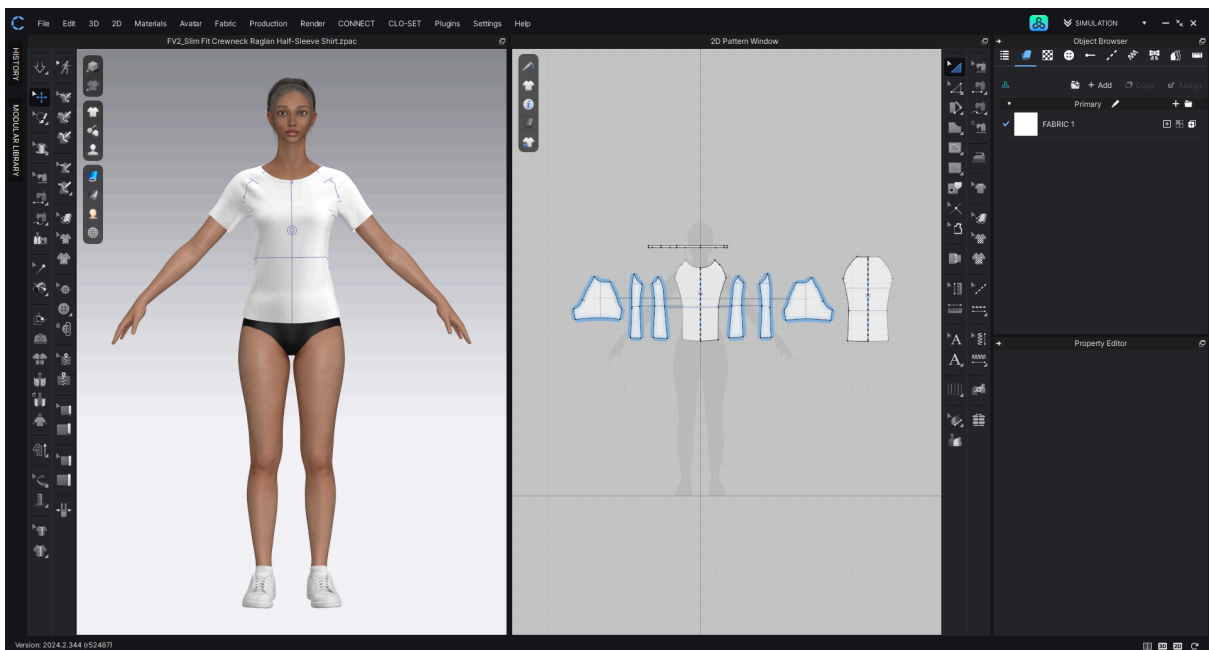 File Edit 3D 2D Materials Avatar Fabric Production Render CONNECT CLO-SET Plugins Settings Help
SIMULATION
HISTORY
MODULAR LIBRARY
FV2_Slim Fit Crewneck Raglan Half-Sleeve Shirt.zpac
2D Pattern Window
Object Browser
+ Add Copy Assign
Primary
FABRIC 1
Property Editor
Version: 2024.2.344 (r52487)
3D 2D